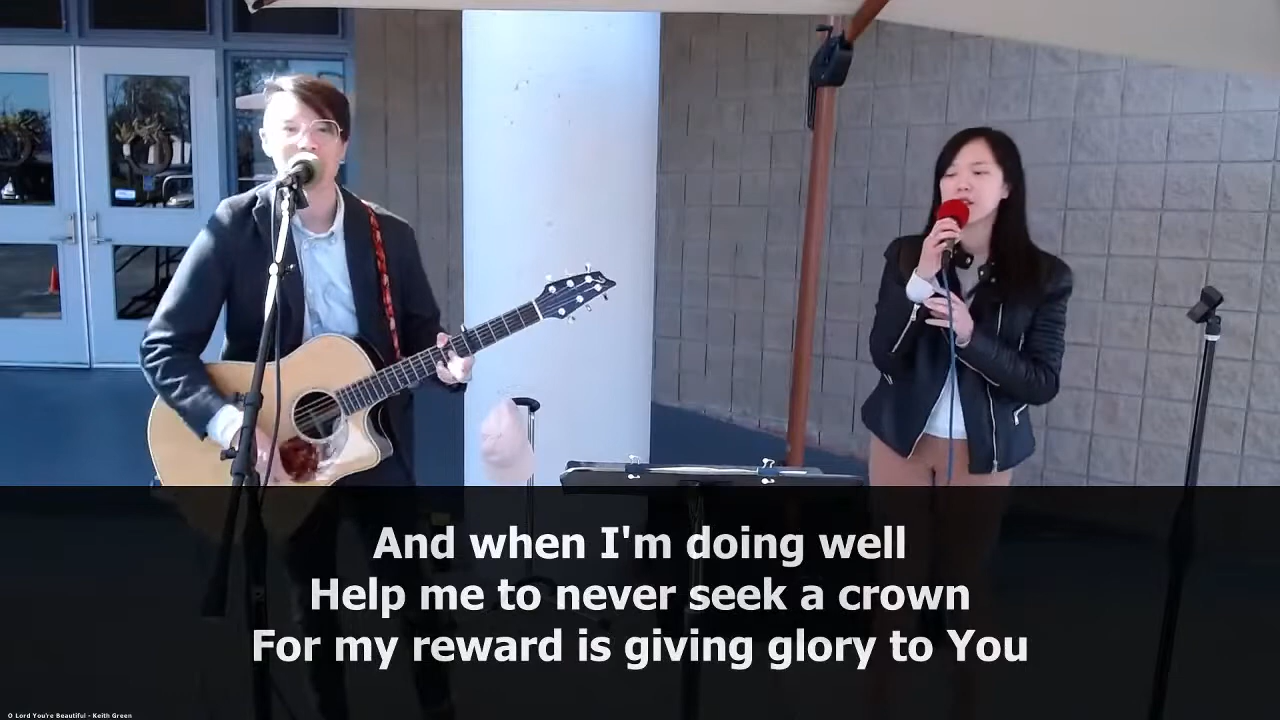 And when I'm doing well
Help me to never seek a crown
For my reward is giving glory to You
O Lord You're Beautiful - Keith Green